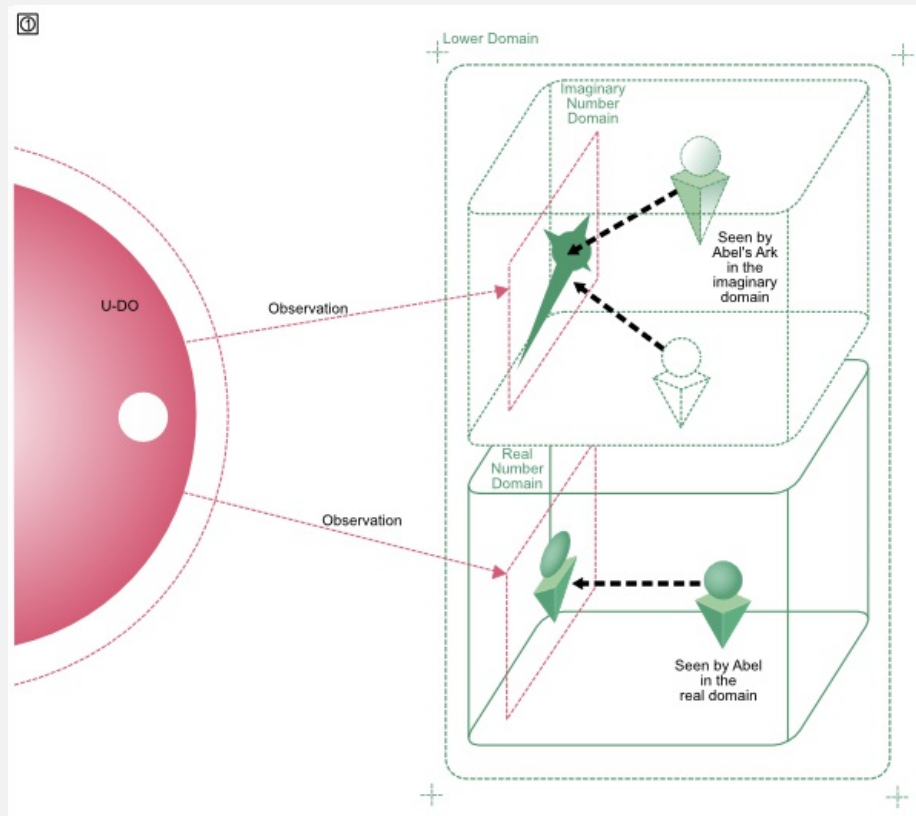 ①
Lower Domain
Imaginary
Number
Domain
U-DO
Observation
Seen by
Abel's Ark
in the
imaginary
domain
Real
Number
Domain
Observation
Seen by Abel
in the
real domain